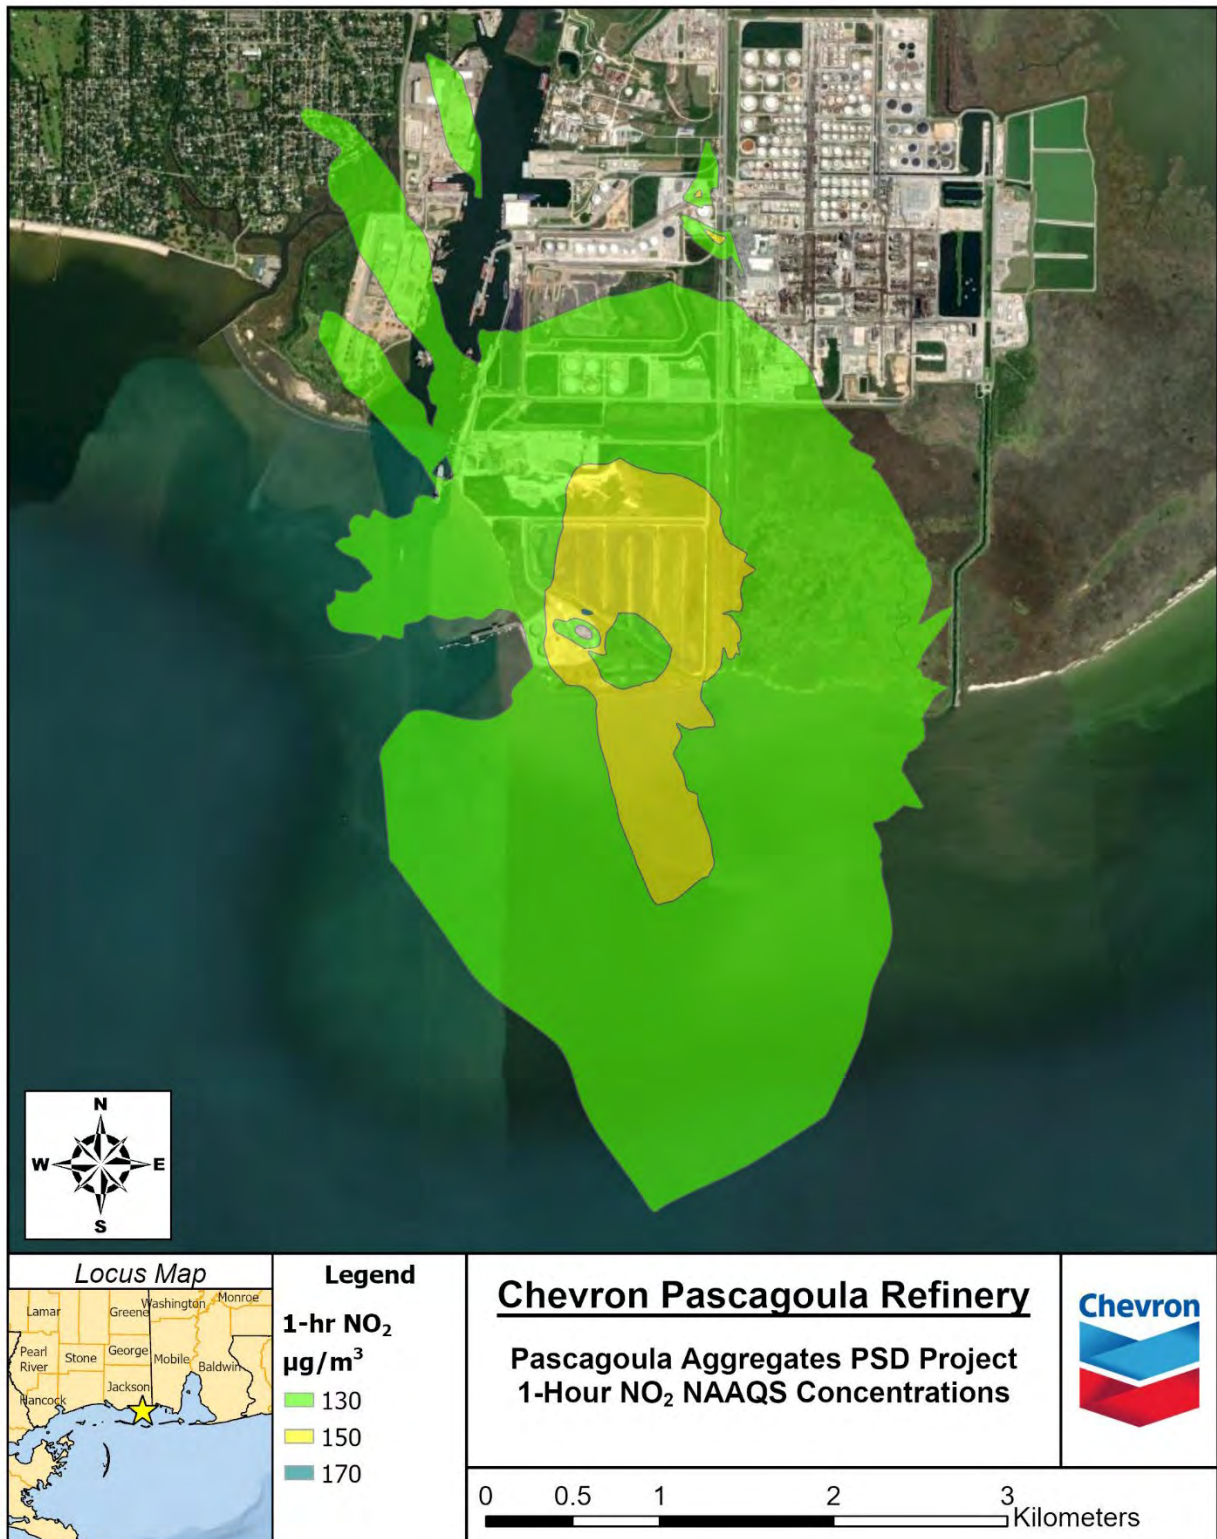 N
W E
S
Locus Map
Lamar
Greene
Washington
Monroe
Pearl
River
Stone
George
Mobile
Baldwin
Jackson
Hancock
Legend
1-hr NO₂
µg/m³
130
150
170
Chevron Pascagoula Refinery
Pascagoula Aggregates PSD Project
1-Hour NO₂ NAAQS Concentrations
Chevron
0 0.5 1 2 3
Kilometers